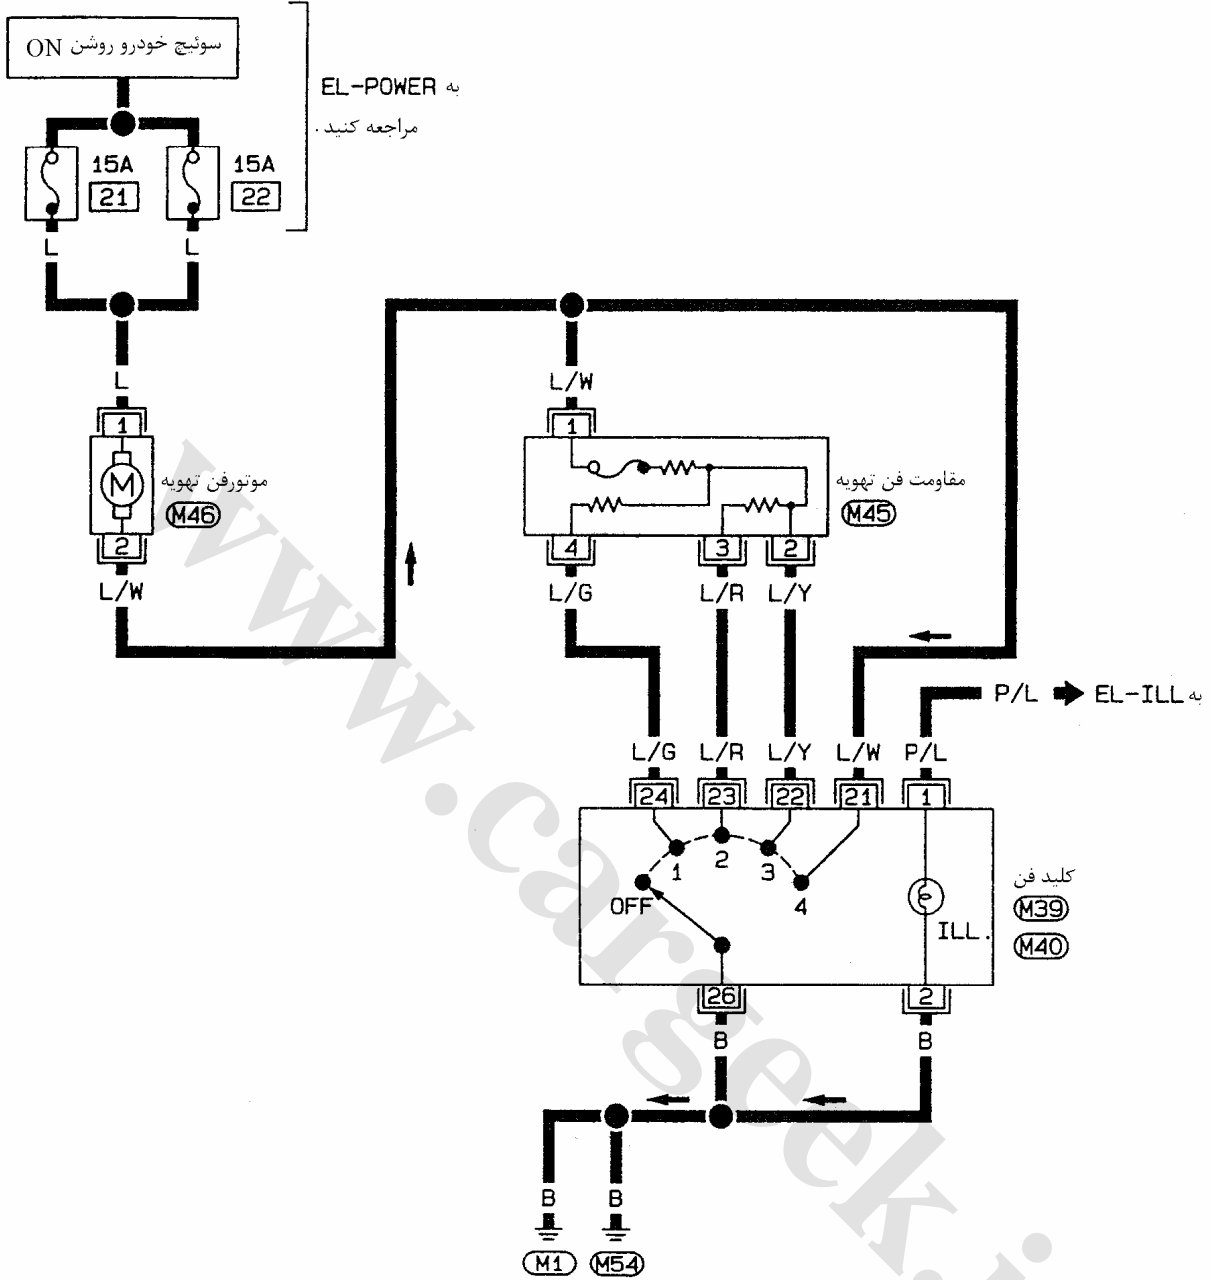 سوئیچ خودرو روشن ON
به EL-POWER
مراجعه کنید.
15A
21
15A
22
L
L
L
1
M
موتورفن تهویه
M46
2
L/W
L/W
1
مقاومت فن تهویه
M45
4
3
2
L/G
L/R
L/Y
P/L
به EL-ILL
L/G
L/R
L/Y
L/W
P/L
24
23
22
21
1
1
2
3
4
OFF
ILL.
کلید فن
M39
M40
26
2
B
B
B
B
M1
M54
www.cargeek.i